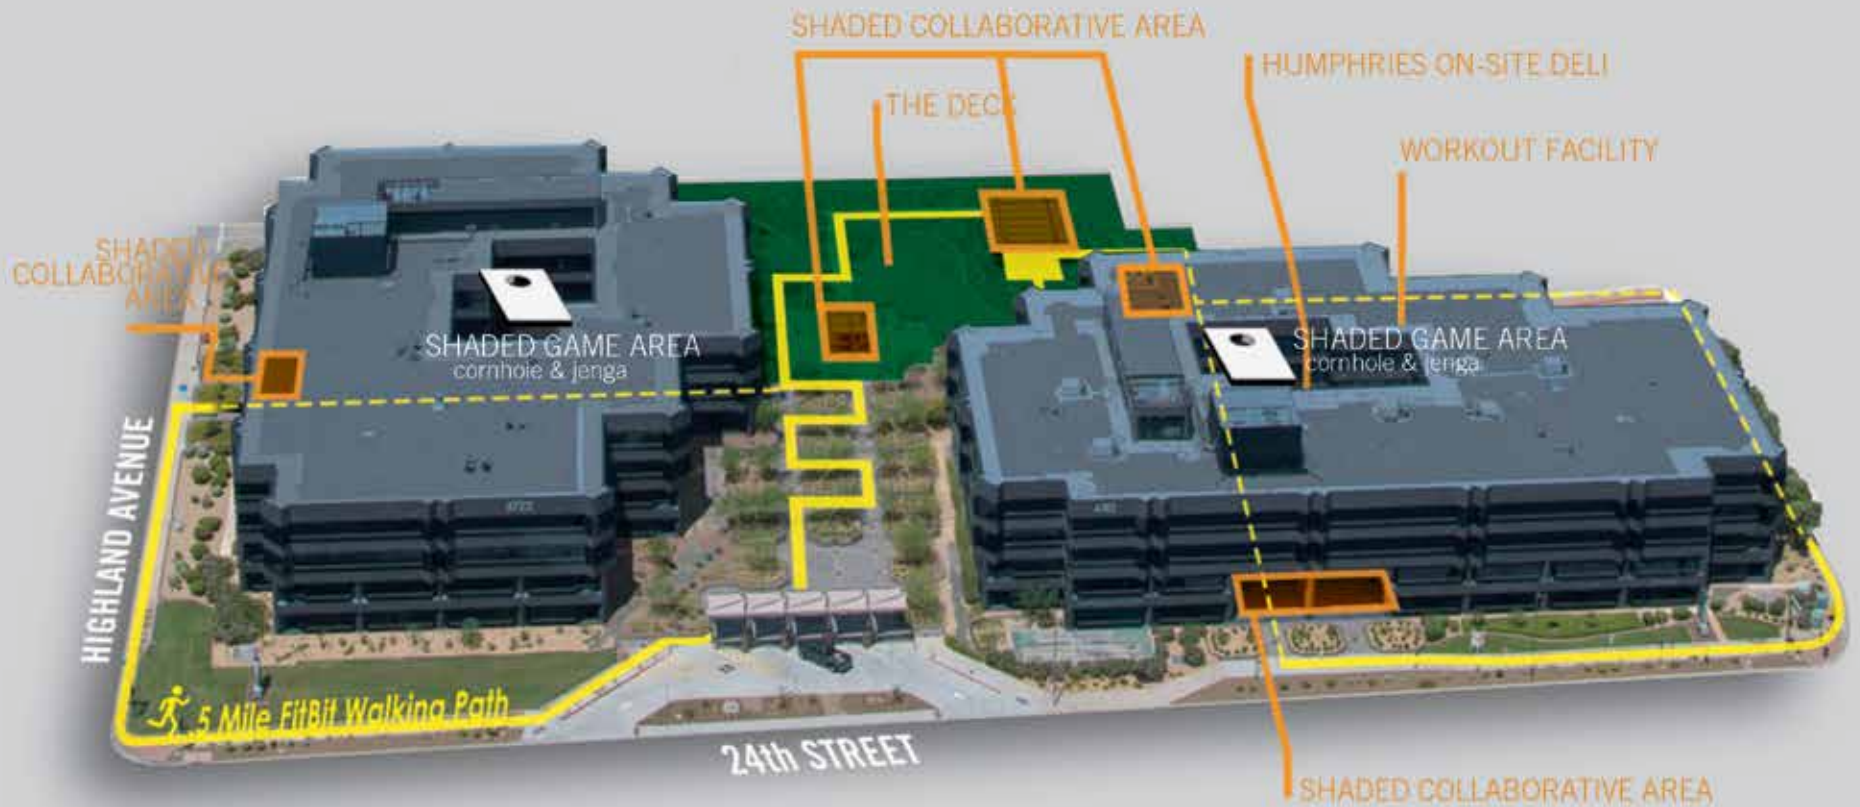 SHADED COLLABORATIVE AREA
HUMPHRIES ON-SITE DELI
THE DECK
WORKOUT FACILITY
SHADED
COLLABORATIVE
AREA
SHADED GAME AREA
cornhole & jenga
SHADED GAME AREA
cornhole & jenga
HIGHLAND AVENUE
.5 Mile FitBit Walking Path
24th STREET
SHADED COLLABORATIVE AREA